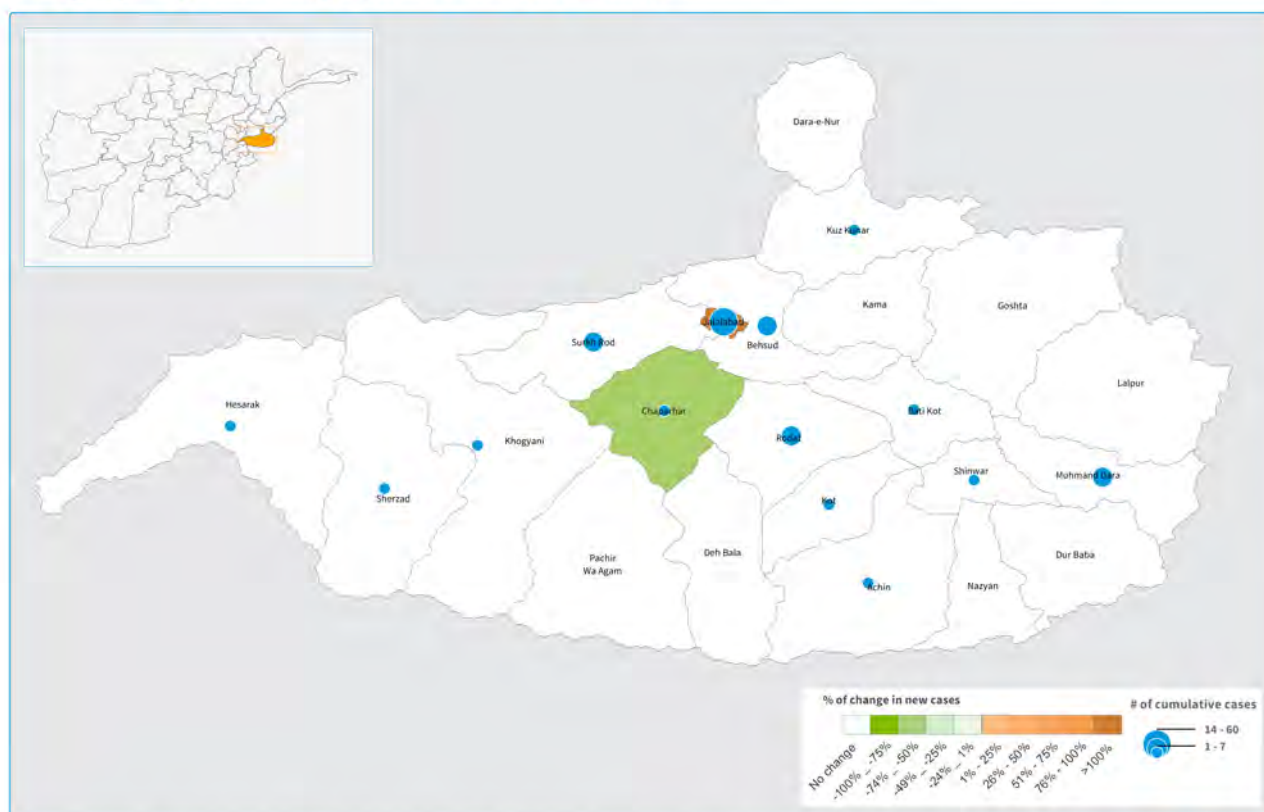 Dara-e-Nur
Kuz Kunar
Kama
Goshta
Jalalabad
Surkh Rod
Behsud
Lalpur
Hesarak
Chaparhar
Bati Kot
Khogyani
Rodat
Shinwar
Muhmand Dara
Sherzad
Kot
Deh Bala
Pachir
Wa Agam
Dur Baba
Achin
Nazyan
% of change in new cases
No change
-100% – -75%
-74% – -50%
-49% – -25%
-24% – 1%
1% - 25%
26% - 50%
51% - 75%
76% - 100%
>100%
# of cumulative cases
14 - 60
1 - 7